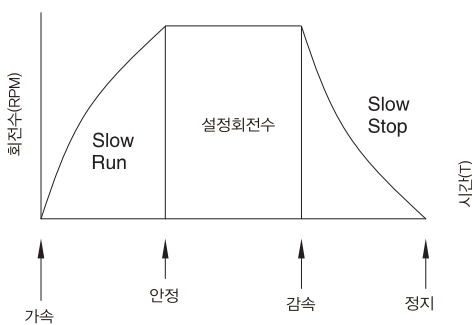 회전수(RPM)
Slow
Run
설정회전수
Slow
Stop
시간(T)
가속
안정
감속
정지